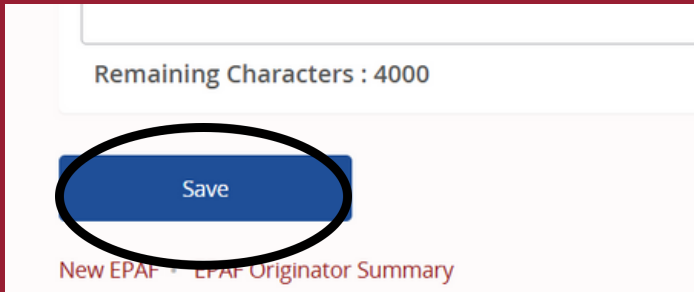 Remaining Characters : 4000
Save
New EPAF • EPAF Originator Summary